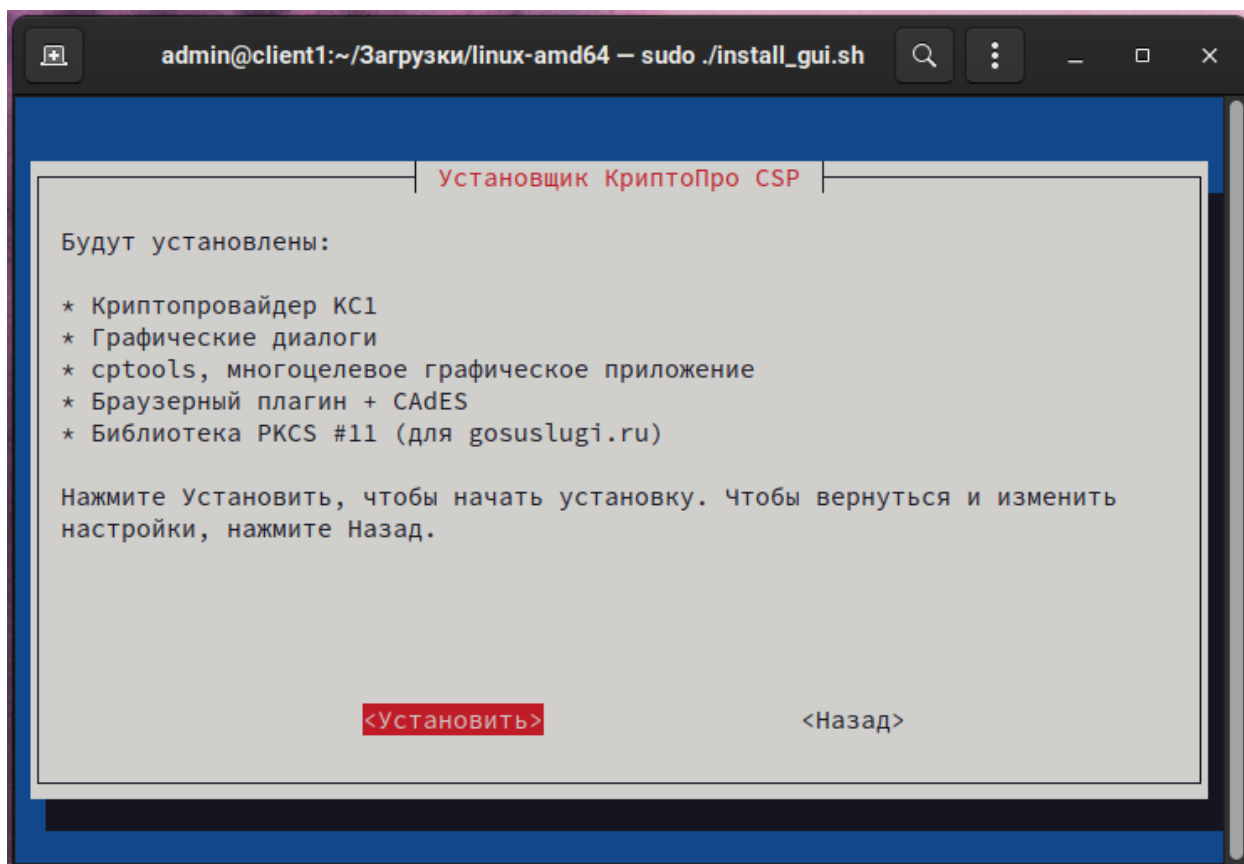 admin@client1:~/Загрузки/linux-amd64 — sudo ./install_gui.sh
Установщик КриптоПро CSP
Будут установлены:
* Криптопровайдер KC1
* Графические диалоги
* cptools, многоцелевое графическое приложение
* Браузерный плагин + CAdES
* Библиотека PKCS #11 (для gosuslugi.ru)
Нажмите Установить, чтобы начать установку. Чтобы вернуться и изменить
настройки, нажмите Назад.
<Установить> <Назад>